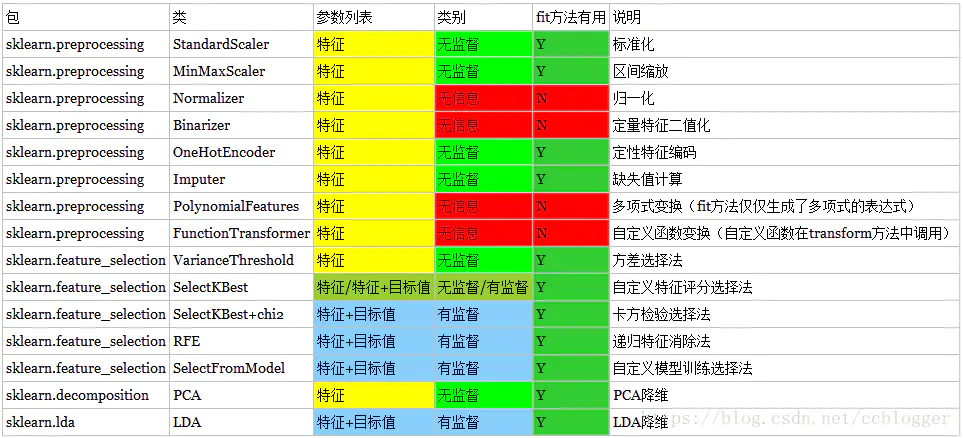 包 类 参数列表 类别 fit方法有用 说明
sklearn.preprocessing StandardScaler 特征 无监督 Y 标准化
sklearn.preprocessing MinMaxScaler 特征 无监督 Y 区间缩放
sklearn.preprocessing Normalizer 特征 无信息 N 归一化
sklearn.preprocessing Binarizer 特征 无信息 N 定量特征二值化
sklearn.preprocessing OneHotEncoder 特征 无监督 Y 定性特征编码
sklearn.preprocessing Imputer 特征 无监督 Y 缺失值计算
sklearn.preprocessing PolynomialFeatures 特征 无信息 N 多项式变换（fit方法仅仅生成了多项式的表达式）
sklearn.preprocessing FunctionTransformer 特征 无信息 N 自定义函数变换（自定义函数在transform方法中调用）
sklearn.feature_selection VarianceThreshold 特征 无监督 Y 方差选择法
sklearn.feature_selection SelectKBest 特征/特征+目标值 无监督/有监督 Y 自定义特征评分选择法
sklearn.feature_selection SelectKBest+chi2 特征+目标值 有监督 Y 卡方检验选择法
sklearn.feature_selection RFE 特征+目标值 有监督 Y 递归特征消除法
sklearn.feature_selection SelectFromModel 特征+目标值 有监督 Y 自定义模型训练选择法
sklearn.decomposition PCA 特征 无监督 Y PCA降维
sklearn.lda LDA 特征+目标值 有监督 Y LDA降维
https://blog.csdn.net/ccblogger